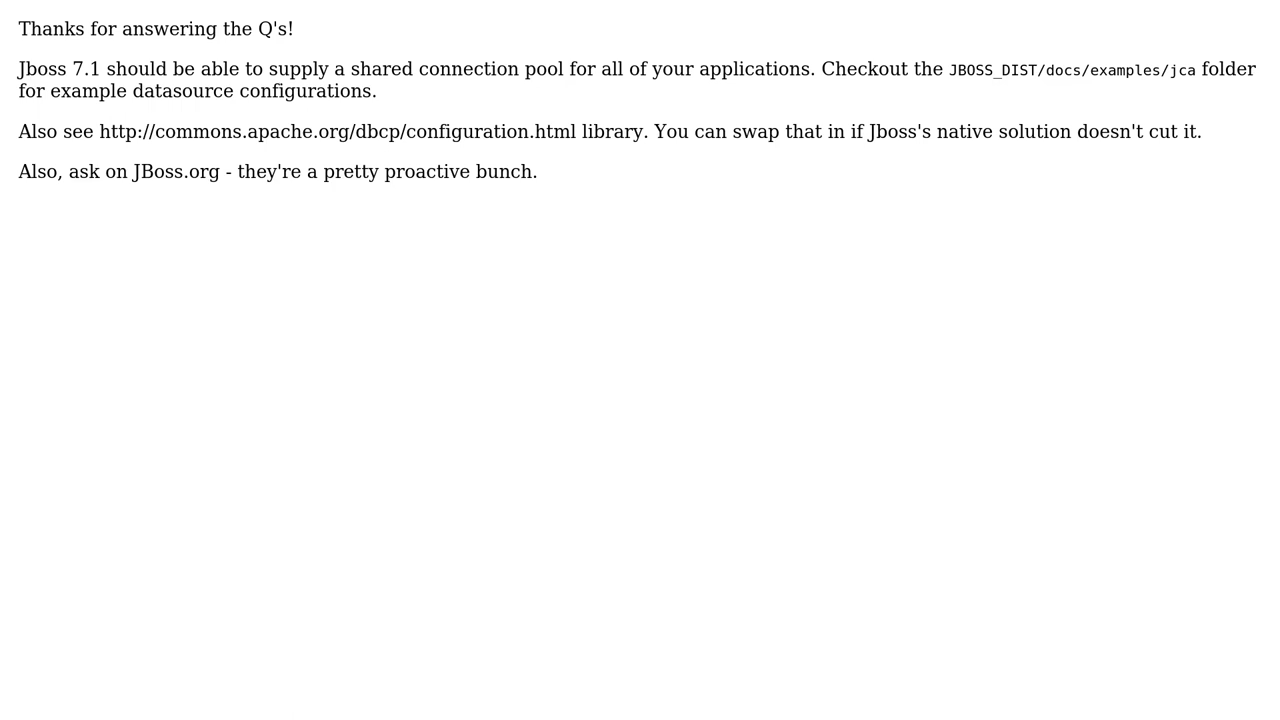 Thanks for answering the Q's!
Jboss 7.1 should be able to supply a shared connection pool for all of your applications. Checkout the JBOSS_DIST/docs/examples/jca folder
for example datasource configurations.
Also see http://commons.apache.org/dbcp/configuration.html library. You can swap that in if Jboss's native solution doesn't cut it.
Also, ask on JBoss.org - they're a pretty proactive bunch.